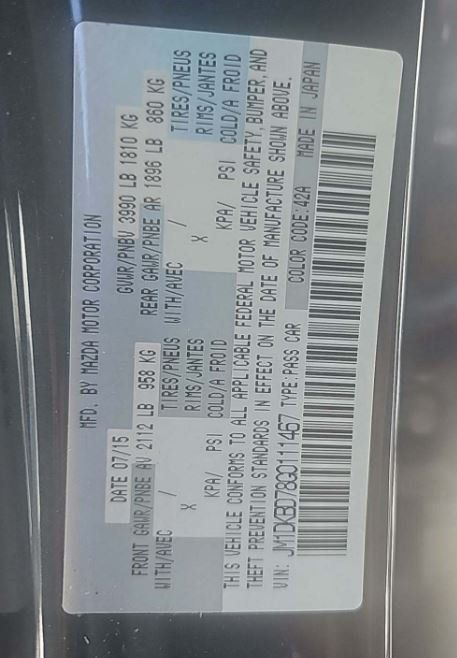 MFD. BY MAZDA MOTOR CORPORATION
DATE 07/15 GVWR/PNBV 3990 LB 1810 KG
FRONT GAWR/PNBE AV 2112 LB 958 KG REAR GAWR/PNBE AR 1896 LB 860 KG
WITH/AVEC / TIRES/PNEUS WITH/AVEC / TIRES/PNEUS
X RIMS/JANTES X RIMS/JANTES
KPA/ PSI COLD/A FROID KPA/ PSI COLD/A FROID
THIS VEHICLE CONFORMS TO ALL APPLICABLE FEDERAL MOTOR VEHICLE SAFETY, BUMPER, AND
THEFT PREVENTION STANDARDS IN EFFECT ON THE DATE OF MANUFACTURE SHOWN ABOVE.
VIN: JM1DKBD78G0111467 TYPE:PASS CAR COLOR CODE:42A MADE IN JAPAN